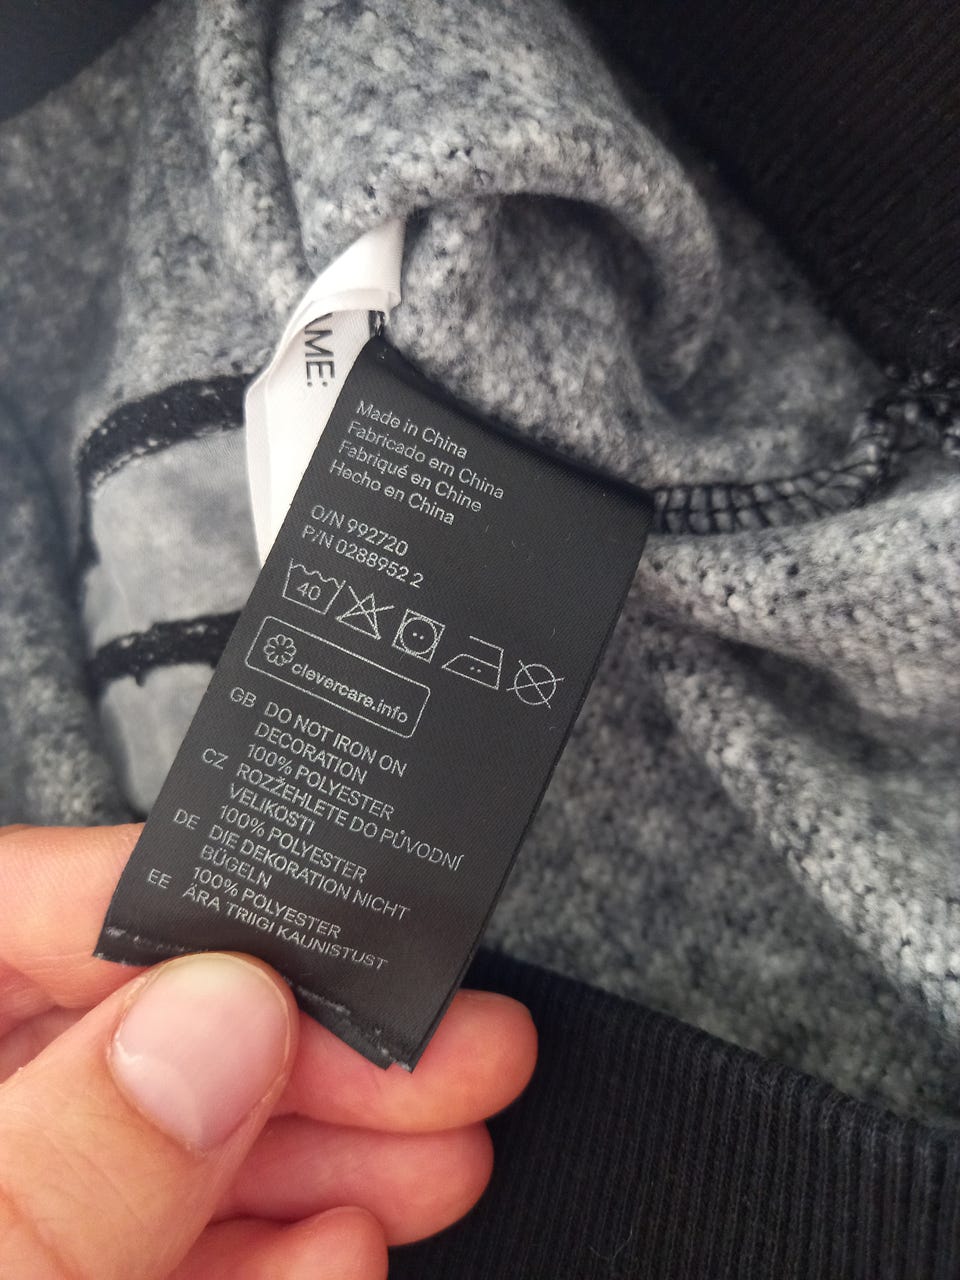 AME:
Made in China
Fabricado em China
Fabriqué en Chine
Hecho en China
O/N 992720
P/N 0288952 2
40
clevercare.info
GB DO NOT IRON ON
DECORATION
100% POLYESTER
CZ ROZŽEHLETE DO PŮVODNÍ
VELIKOSTI
100% POLYESTER
DE DIE DEKORATION NICHT
BÜGELN
100% POLYESTER
EE ÄRA TRIIGI KAUNISTUST